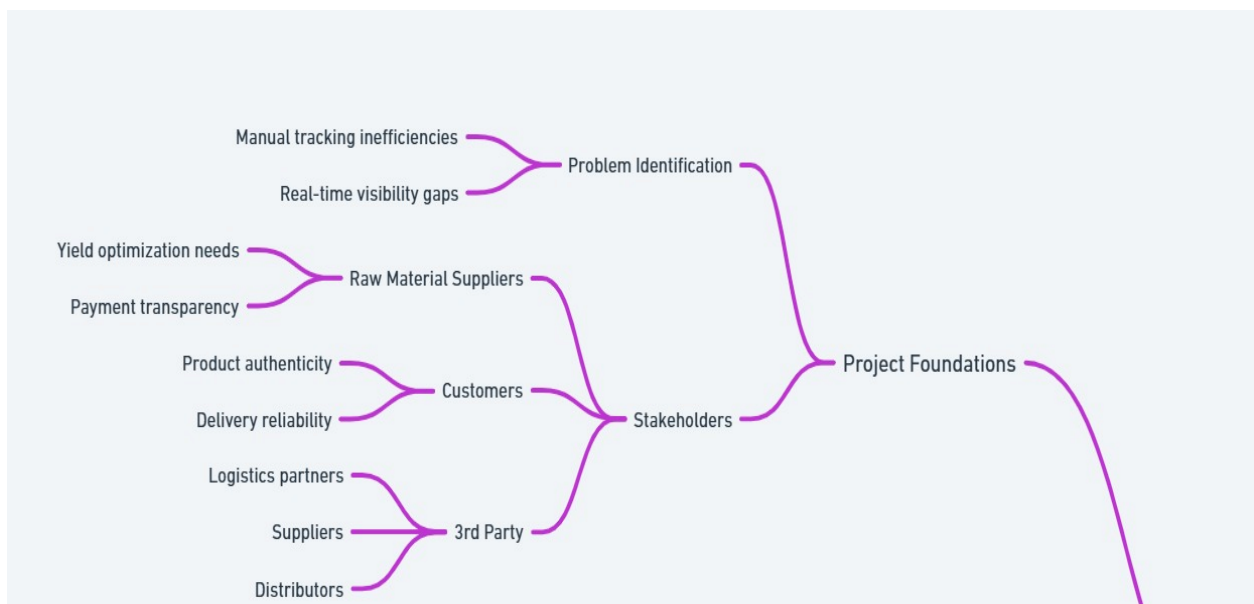 Manual tracking inefficiencies
Problem Identification
Real-time visibility gaps
Yield optimization needs
Raw Material Suppliers
Payment transparency
Product authenticity
Project Foundations
Customers
Delivery reliability
Stakeholders
Logistics partners
Suppliers
3rd Party
Distributors